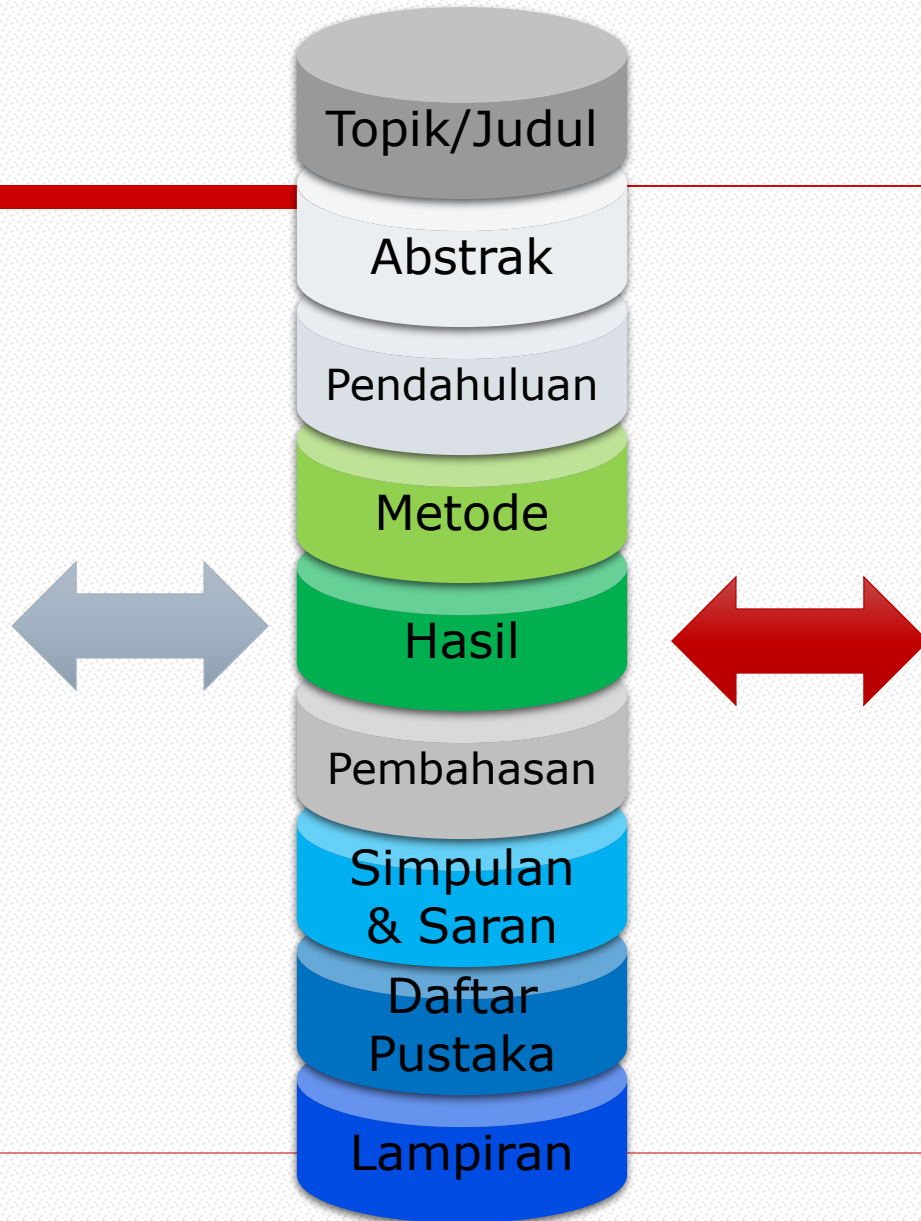 Topik/Judul
Abstrak
Pendahuluan
Metode
Hasil
Pembahasan
Simpulan
& Saran
Daftar
Pustaka
Lampiran